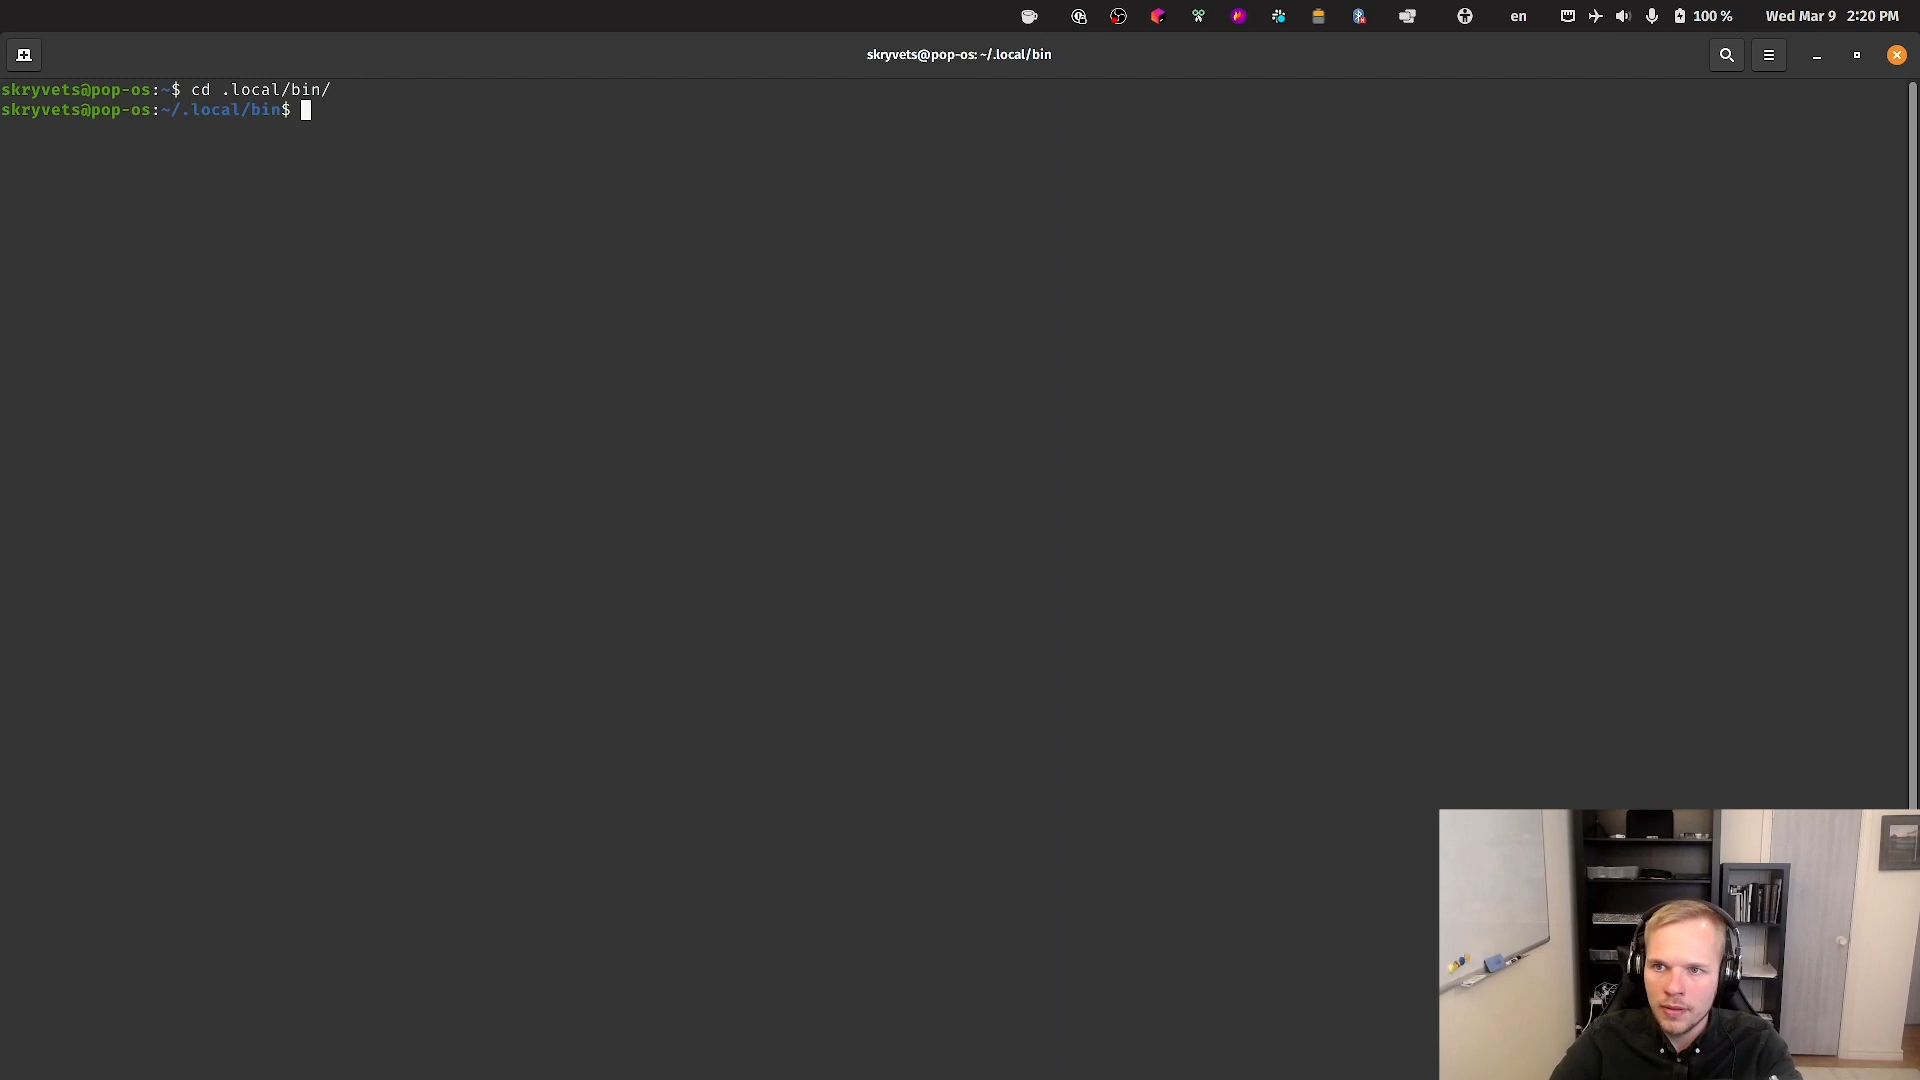 en
100 %
Wed Mar 9 2:20 PM
skryvets@pop-os: ~/.local/bin
skryvets@pop-os:~$ cd .local/bin/
skryvets@pop-os:~/.local/bin$